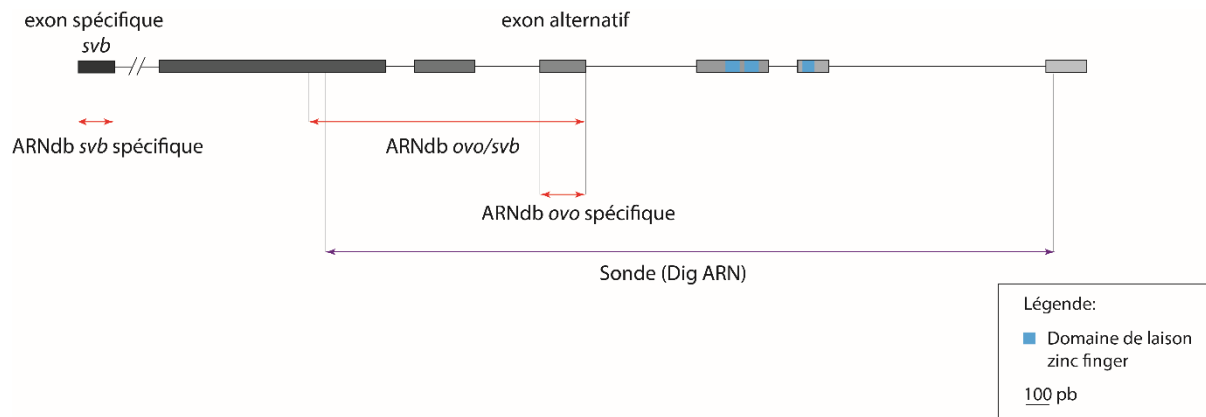 exon spécifique
svb
exon alternatif
ARNdb svb spécifique
ARNdb ovo/svb
ARNdb ovo spécifique
Sonde (Dig ARN)
Légende:
Domaine de laison
zinc finger
100 pb